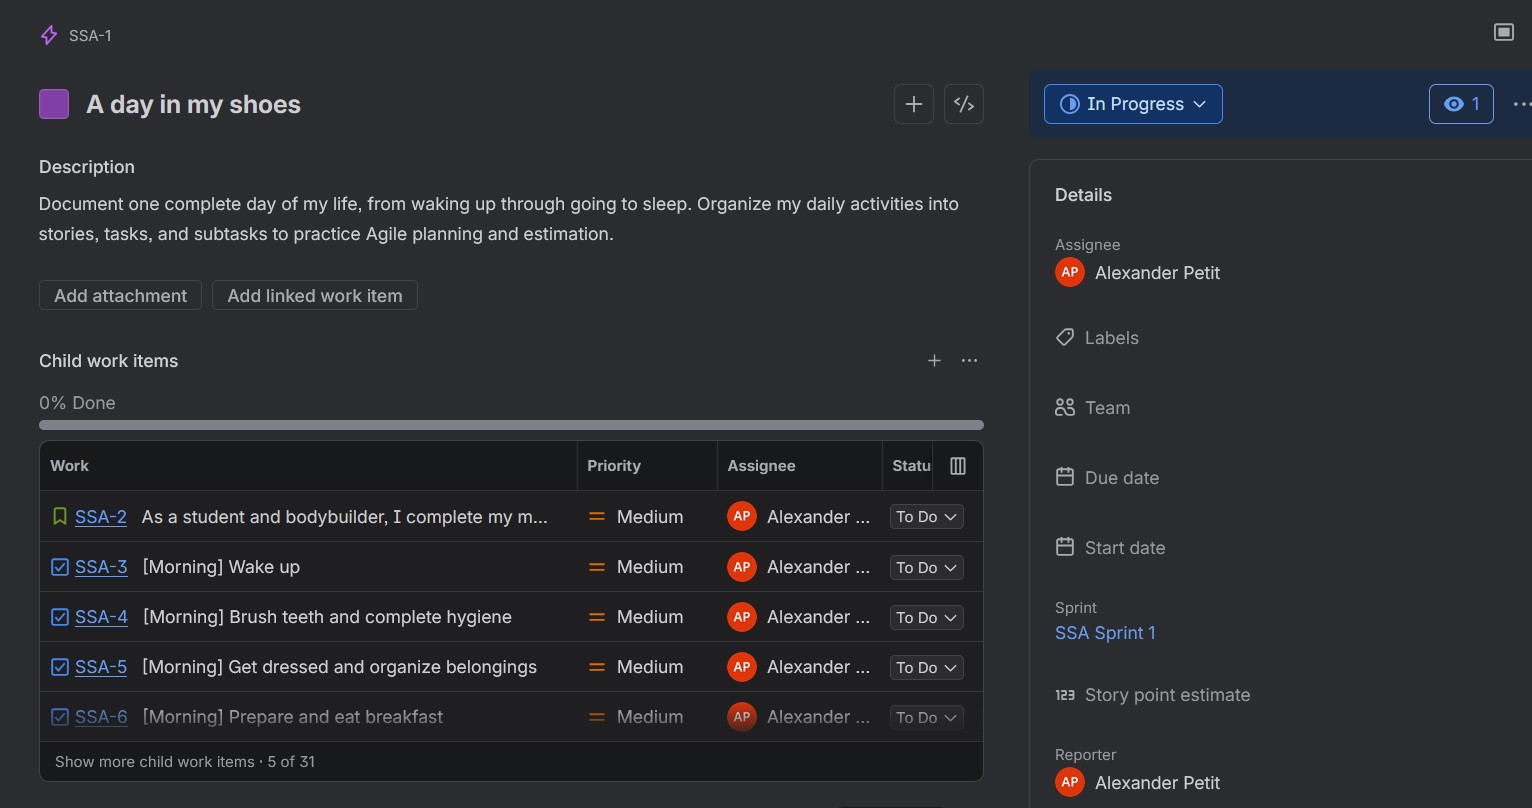 SSA-1
A day in my shoes
In Progress
1
Description
Document one complete day of my life, from waking up through going to sleep. Organize my daily activities into
stories, tasks, and subtasks to practice Agile planning and estimation.
Add attachment
Add linked work item
Child work items
0% Done
Work Priority Assignee Statu
SSA-2 As a student and bodybuilder, I complete my m... Medium AP Alexander ... To Do
SSA-3 [Morning] Wake up Medium AP Alexander ... To Do
SSA-4 [Morning] Brush teeth and complete hygiene Medium AP Alexander ... To Do
SSA-5 [Morning] Get dressed and organize belongings Medium AP Alexander ... To Do
SSA-6 [Morning] Prepare and eat breakfast Medium AP Alexander ... To Do
Show more child work items · 5 of 31
Details
Assignee
AP Alexander Petit
Labels
Team
Due date
Start date
Sprint
SSA Sprint 1
123 Story point estimate
Reporter
AP Alexander Petit